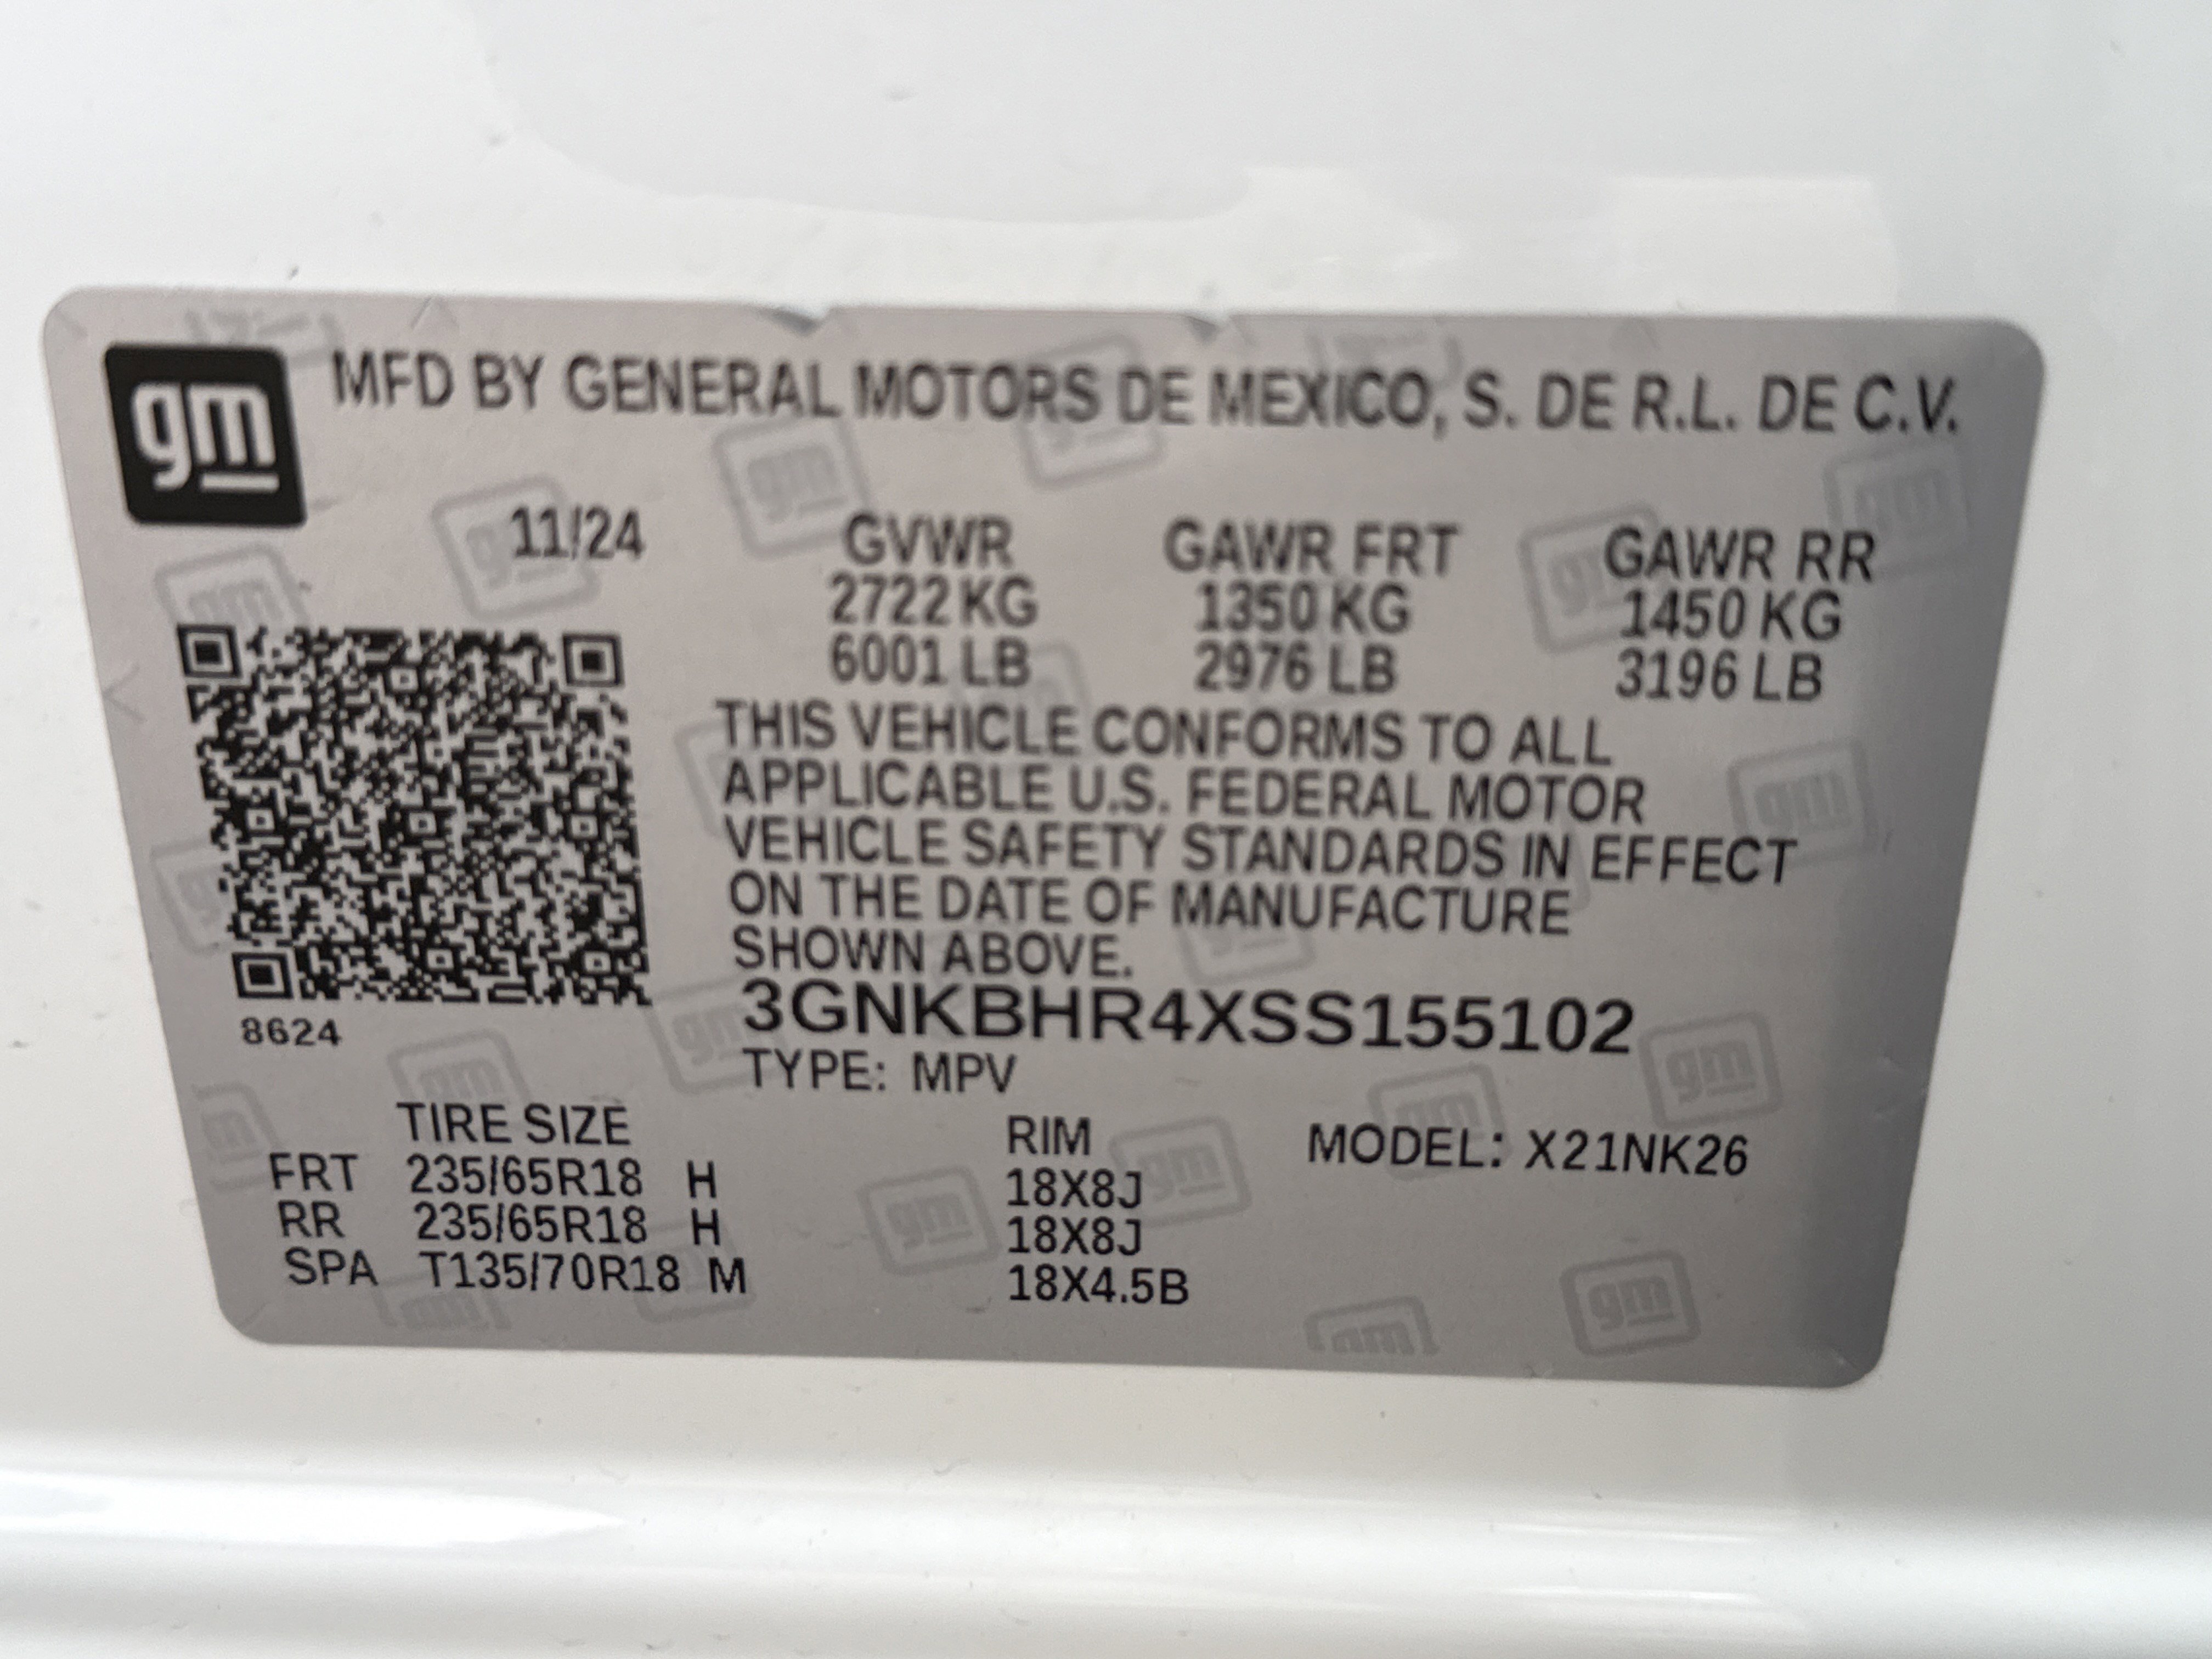 gm MFD BY GENERAL MOTORS DE MEXICO, S. DE R.L. DE C.V.
11/24 GVWR GAWR FRT GAWR RR
2722 KG 1350 KG 1450 KG
6001 LB 2976 LB 3196 LB
THIS VEHICLE CONFORMS TO ALL
APPLICABLE U.S. FEDERAL MOTOR
VEHICLE SAFETY STANDARDS IN EFFECT
ON THE DATE OF MANUFACTURE
SHOWN ABOVE.
3GNKBHR4XSS155102
8624
TYPE: MPV
TIRE SIZE RIM MODEL: X21NK26
FRT 235/65R18 H 18X8J
RR 235/65R18 H 18X8J
SPA T135/70R18 M 18X4.5B